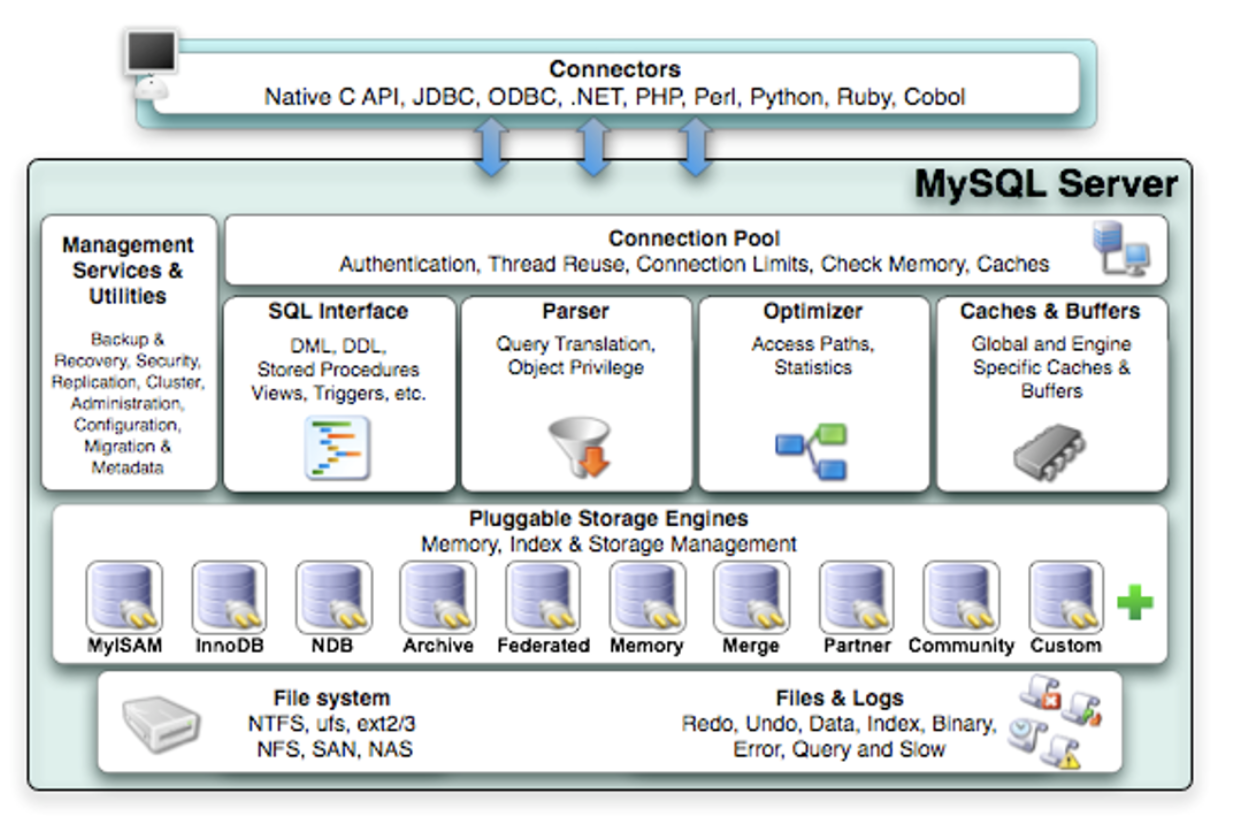 Connectors
Native C API, JDBC, ODBC, .NET, PHP, Perl, Python, Ruby, Cobol
MySQL Server
Management
Services &
Utilities
Backup &
Recovery, Security,
Replication, Cluster,
Administration,
Configuration,
Migration &
Metadata
Connection Pool
Authentication, Thread Reuse, Connection Limits, Check Memory, Caches
SQL Interface
DML, DDL,
Stored Procedures
Views, Triggers, etc.
Parser
Query Translation,
Object Privilege
Optimizer
Access Paths,
Statistics
Caches & Buffers
Global and Engine
Specific Caches &
Buffers
Pluggable Storage Engines
Memory, Index & Storage Management
MyISAM InnoDB NDB Archive Federated Memory Merge Partner Community Custom
File system
NTFS, ufs, ext2/3
NFS, SAN, NAS
Files & Logs
Redo, Undo, Data, Index, Binary,
Error, Query and Slow